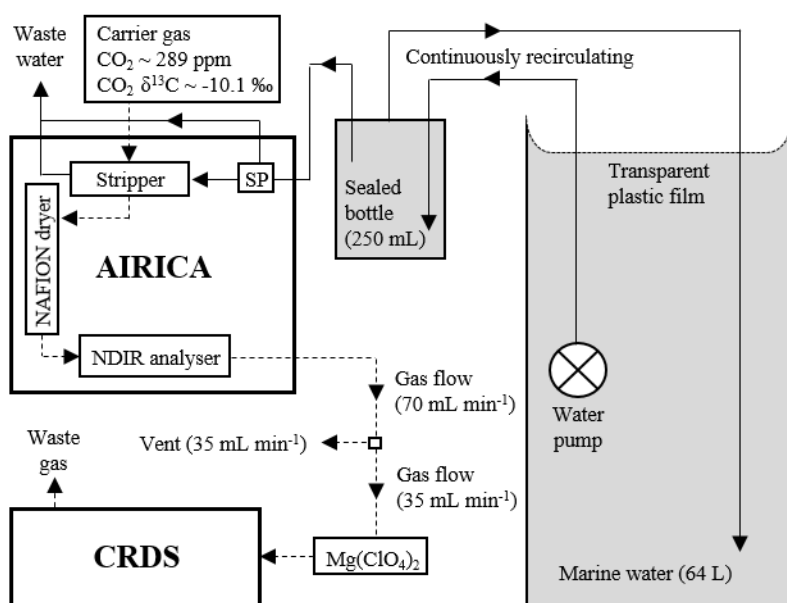 Waste
water
Carrier gas
CO₂ ~ 289 ppm
CO₂ δ¹³C ~ -10.1 ‰
Continuously recirculating
Stripper
SP
Sealed
bottle
(250 mL)
Transparent
plastic film
NAFION dryer
AIRICA
NDIR analyser
Gas flow
(70 mL min⁻¹)
Water
pump
Waste
gas
Vent (35 mL min⁻¹)
Gas flow
(35 mL min⁻¹)
CRDS
Mg(ClO₄)₂
Marine water (64 L)